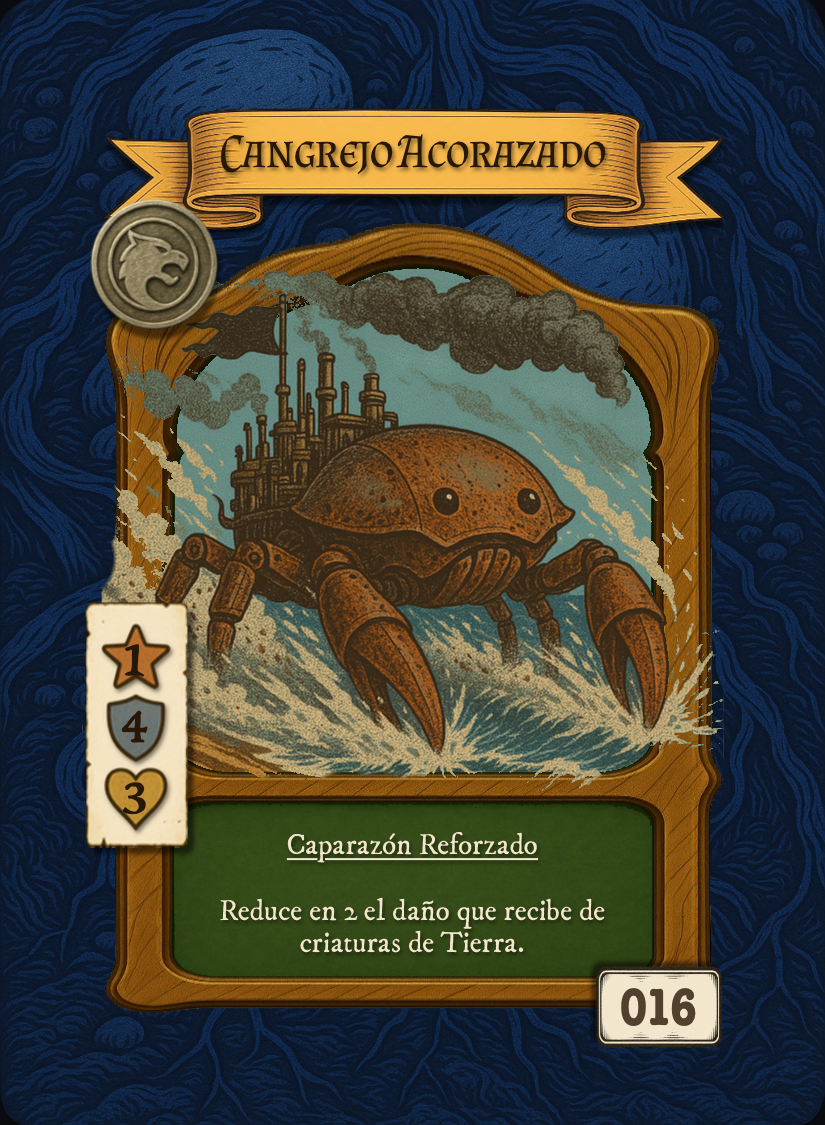 Cangrejo Acorazado
1
4
3
Caparazón Reforzado
Reduce en 2 el daño que recibe de
criaturas de Tierra.
016